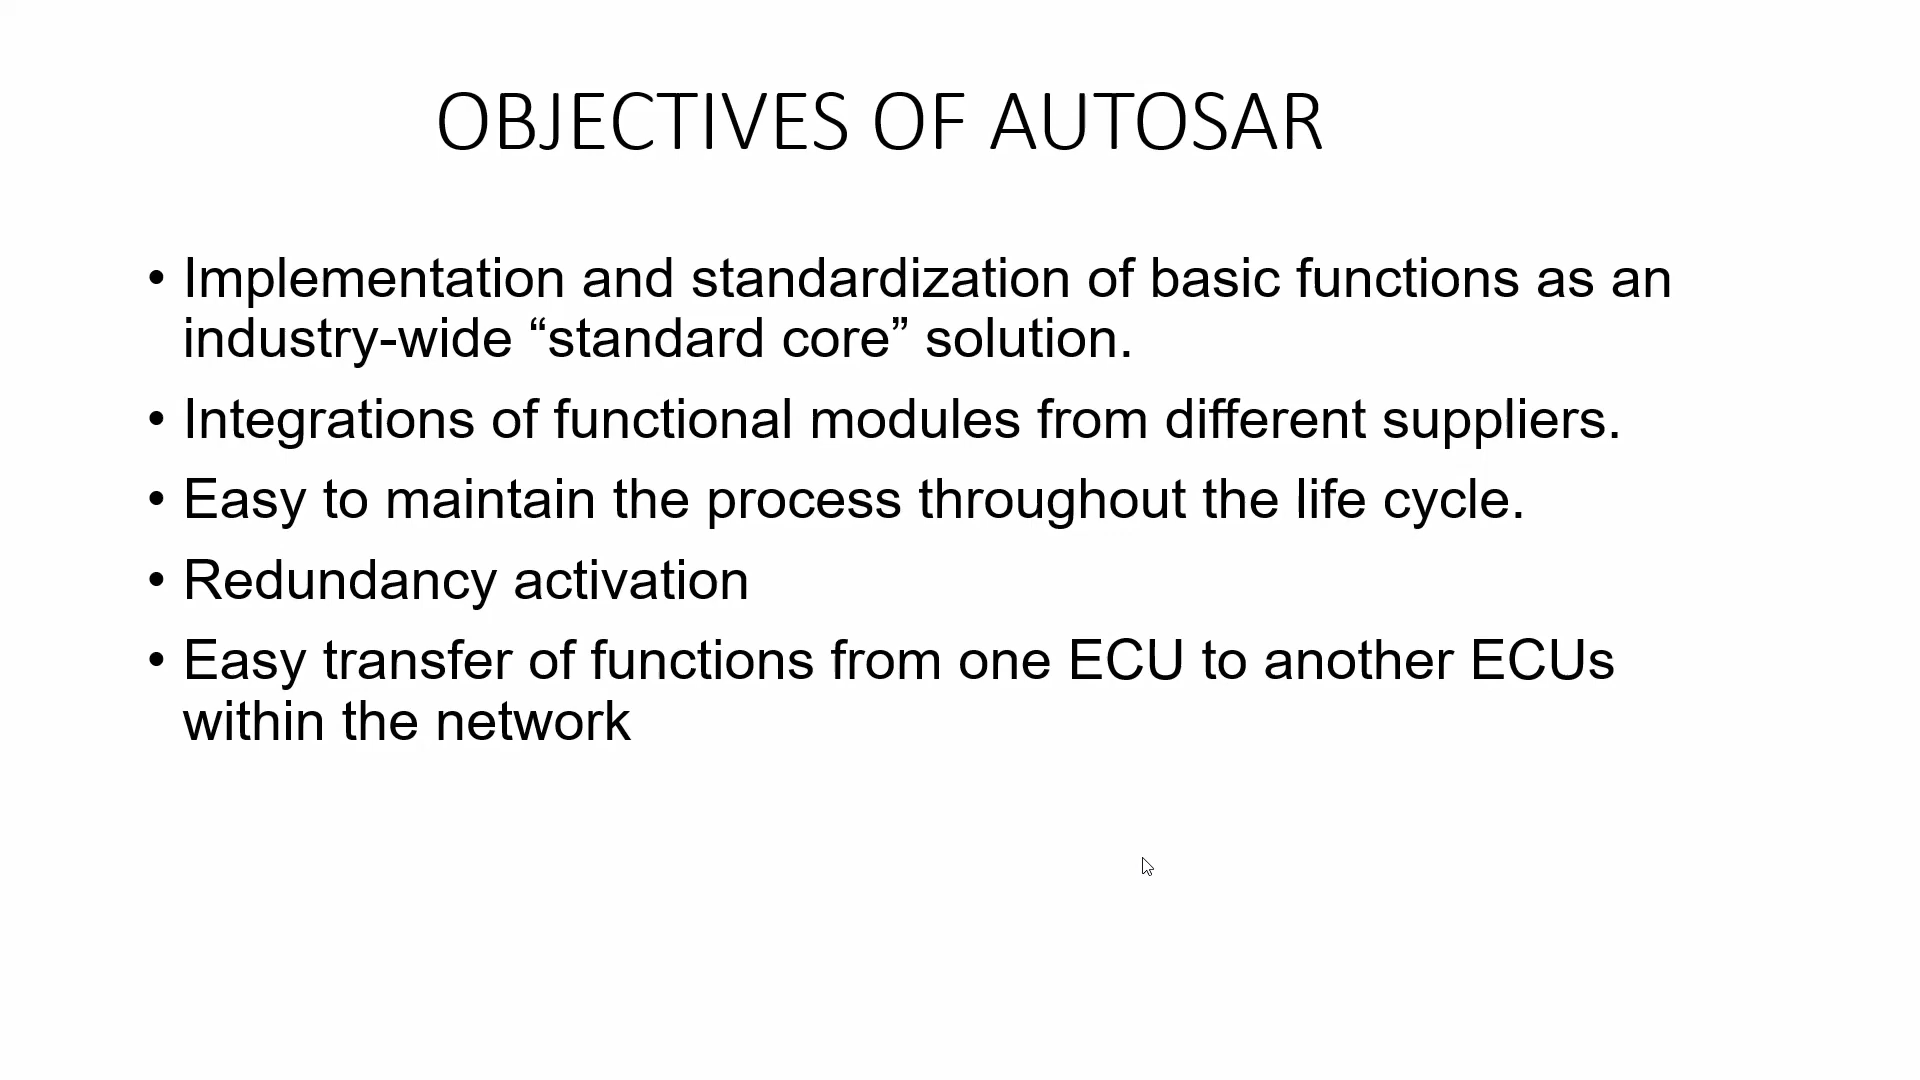 OBJECTIVES OF AUTOSAR
• Implementation and standardization of basic functions as an
industry-wide “standard core” solution.
• Integrations of functional modules from different suppliers.
• Easy to maintain the process throughout the life cycle.
• Redundancy activation
• Easy transfer of functions from one ECU to another ECUs
within the network